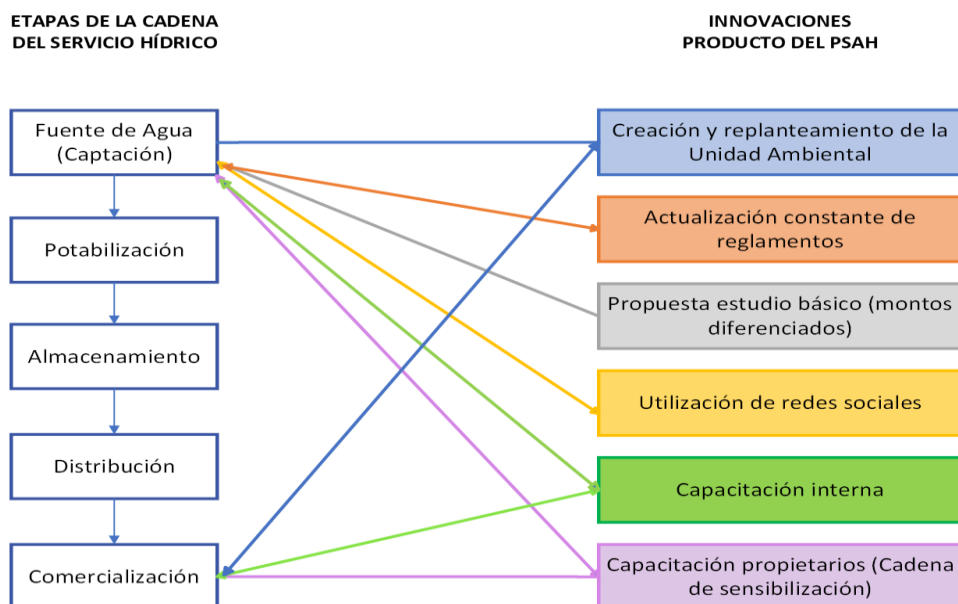 ETAPAS DE LA CADENA
DEL SERVICIO HÍDRICO
INNOVACIONES
PRODUCTO DEL PSAH
Fuente de Agua
(Captación)
Potabilización
Almacenamiento
Distribución
Comercialización
Creación y replanteamiento de la
Unidad Ambiental
Actualización constante de
reglamentos
Propuesta estudio básico (montos
diferenciados)
Utilización de redes sociales
Capacitación interna
Capacitación propietarios (Cadena
de sensibilización)